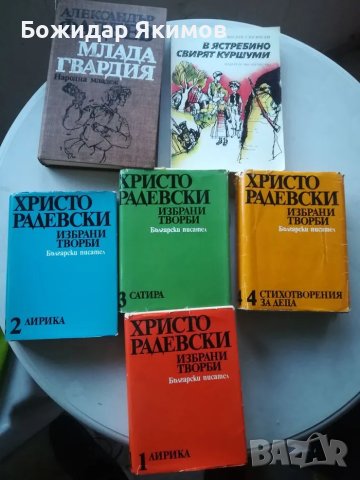 Божидар Якимов
АЛЕКСАНДЪР
МЛАДА
ГВАРДИЯ
Народна младеж
В ЯСТРЕБИНО
СВИРЯТ КУРШУМИ
ХРИСТО
РАДЕВСКИ
ИЗБРАНИ
ТВОРБИ
Български писател
2 ЛИРИКА
ХРИСТО
РАДЕВСКИ
ИЗБРАНИ
ТВОРБИ
Български писател
3 САТИРА
ХРИСТО
РАДЕВСКИ
ИЗБРАНИ
ТВОРБИ
Български писател
4 СТИХОТВОРЕНИЯ
ЗА ДЕЦА
ХРИСТО
РАДЕВСКИ
ИЗБРАНИ
ТВОРБИ
Български писател
1 ЛИРИКА
BAZAR